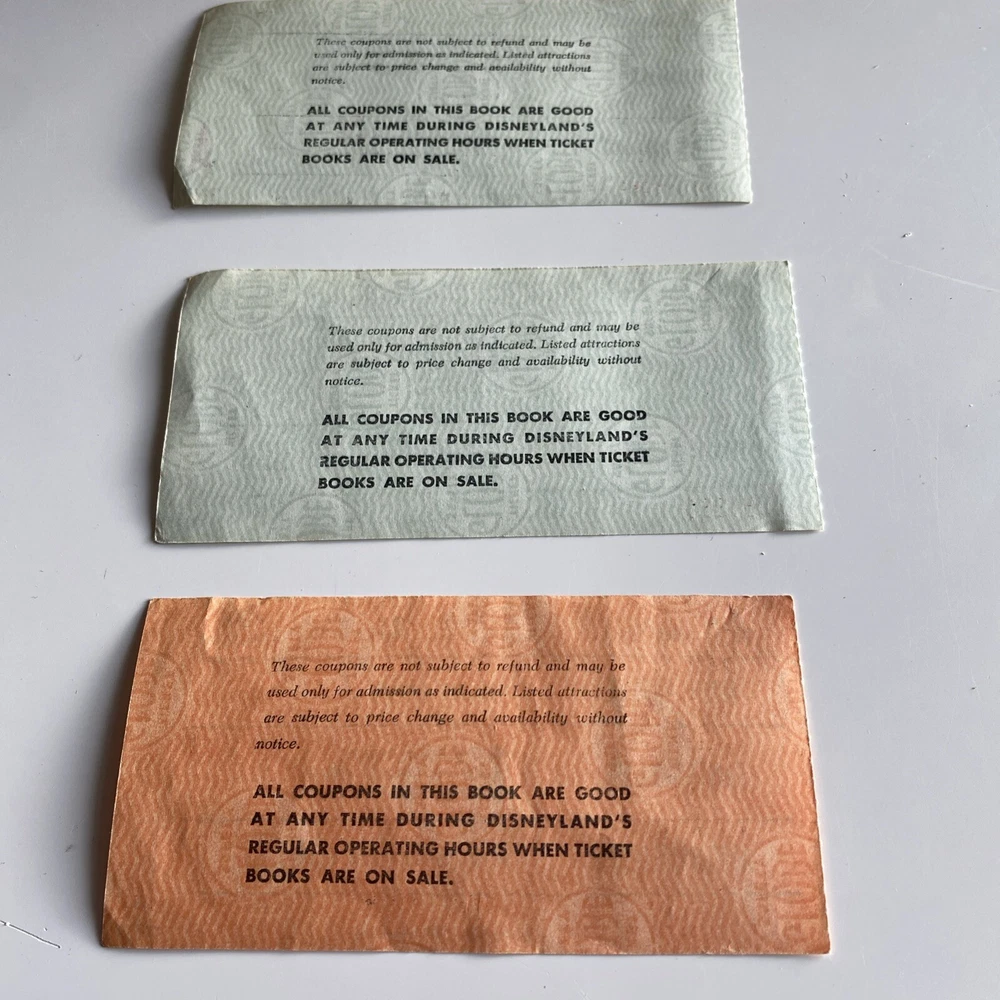 These coupons are not subject to refund and may be
used only for admission as indicated. Listed attractions
are subject to price change and availability without
notice.
ALL COUPONS IN THIS BOOK ARE GOOD
AT ANY TIME DURING DISNEYLAND'S
REGULAR OPERATING HOURS WHEN TICKET
BOOKS ARE ON SALE.
These coupons are not subject to refund and may be
used only for admission as indicated. Listed attractions
are subject to price change and availability without
notice.
ALL COUPONS IN THIS BOOK ARE GOOD
AT ANY TIME DURING DISNEYLAND'S
REGULAR OPERATING HOURS WHEN TICKET
BOOKS ARE ON SALE.
These coupons are not subject to refund and may be
used only for admission as indicated. Listed attractions
are subject to price change and availability without
notice.
ALL COUPONS IN THIS BOOK ARE GOOD
AT ANY TIME DURING DISNEYLAND'S
REGULAR OPERATING HOURS WHEN TICKET
BOOKS ARE ON SALE.